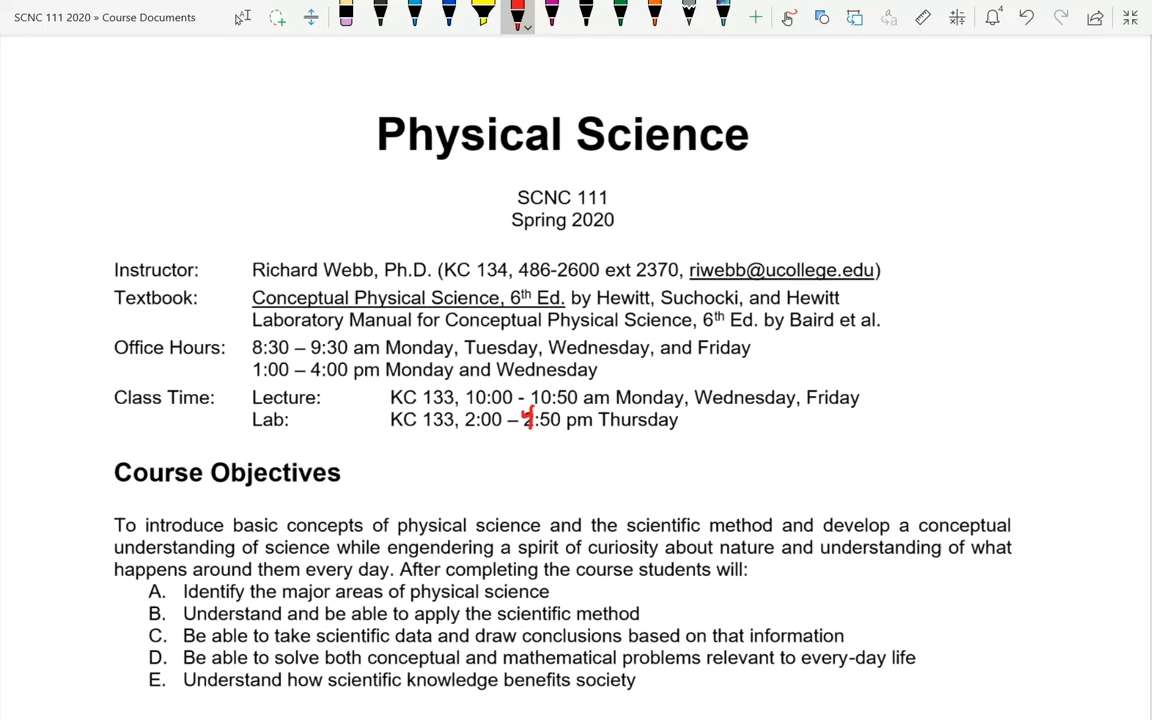 SCNC 111 2020 » Course Documents
4
Physical Science
SCNC 111
Spring 2020
Instructor: Richard Webb, Ph.D. (KC 134, 486-2600 ext 2370, riwebb@ucollege.edu)
Textbook: Conceptual Physical Science, 6th Ed. by Hewitt, Suchocki, and Hewitt
Laboratory Manual for Conceptual Physical Science, 6th Ed. by Baird et al.
Office Hours: 8:30 – 9:30 am Monday, Tuesday, Wednesday, and Friday
1:00 – 4:00 pm Monday and Wednesday
Class Time: Lecture: KC 133, 10:00 - 10:50 am Monday, Wednesday, Friday
Lab: KC 133, 2:00 – 4:50 pm Thursday
Course Objectives
To introduce basic concepts of physical science and the scientific method and develop a conceptual
understanding of science while engendering a spirit of curiosity about nature and understanding of what
happens around them every day. After completing the course students will:
A. Identify the major areas of physical science
B. Understand and be able to apply the scientific method
C. Be able to take scientific data and draw conclusions based on that information
D. Be able to solve both conceptual and mathematical problems relevant to every-day life
E. Understand how scientific knowledge benefits society